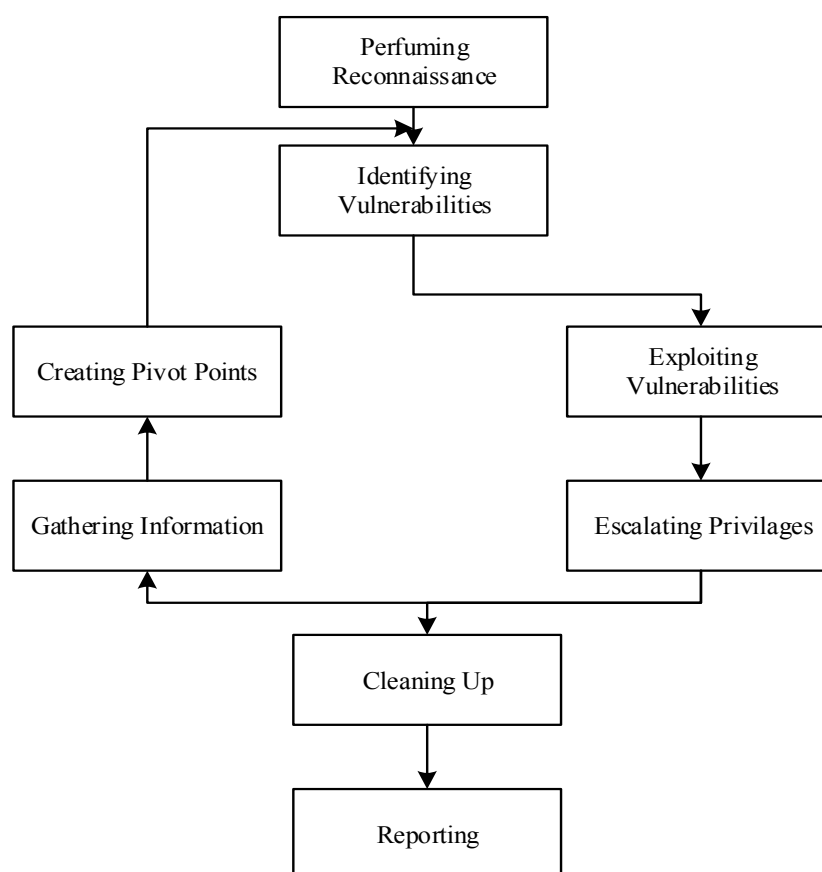 Perfuming
Reconnaissance
Identifying
Vulnerabilities
Creating Pivot Points
Exploiting
Vulnerabilities
Gathering Information
Escalating Privilages
Cleaning Up
Reporting